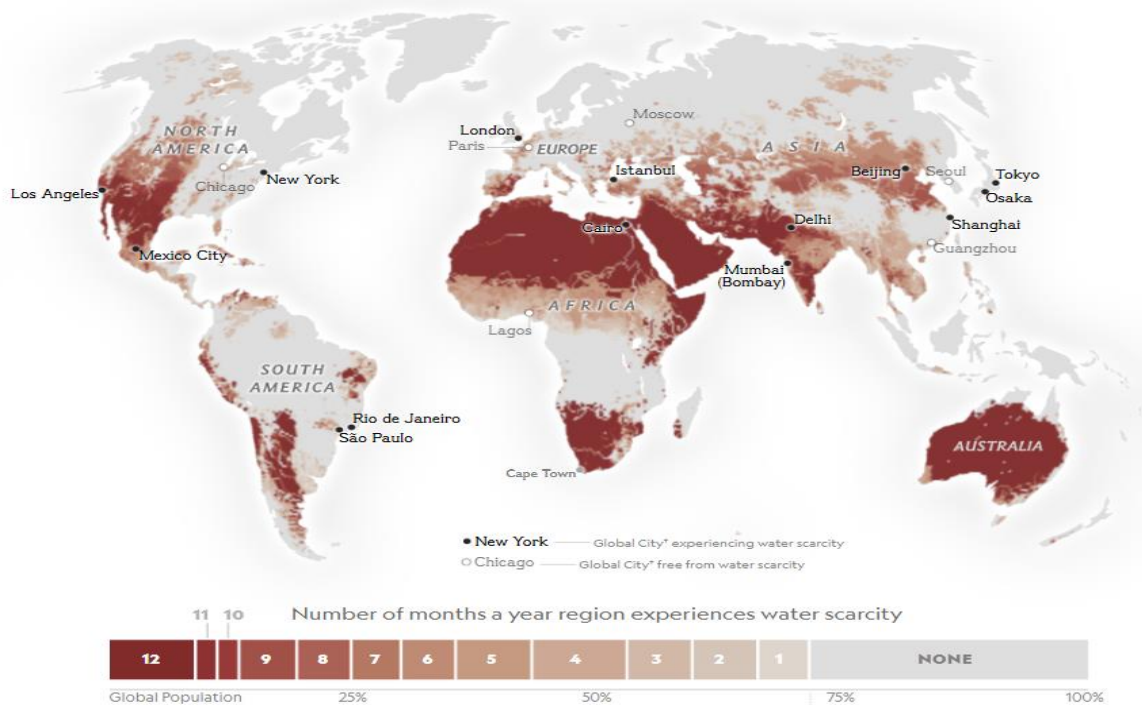 Moscow
NORTH
AMERICA
London
Paris
EUROPE
ASIA
Istanbul
Beijing
Seoul
Tokyo
Los Angeles
Chicago
New York
Osaka
Cairo
Delhi
Shanghai
Mexico City
Guangzhou
Mumbai
(Bombay)
AFRICA
Lagos
SOUTH
AMERICA
Rio de Janeiro
São Paulo
AUSTRALIA
Cape Town
New York Global City* experiencing water scarcity
Chicago Global City* free from water scarcity
11 10 Number of months a year region experiences water scarcity
12 9 8 7 6 5 4 3 2 1 NONE
Global Population 25% 50% 75% 100%